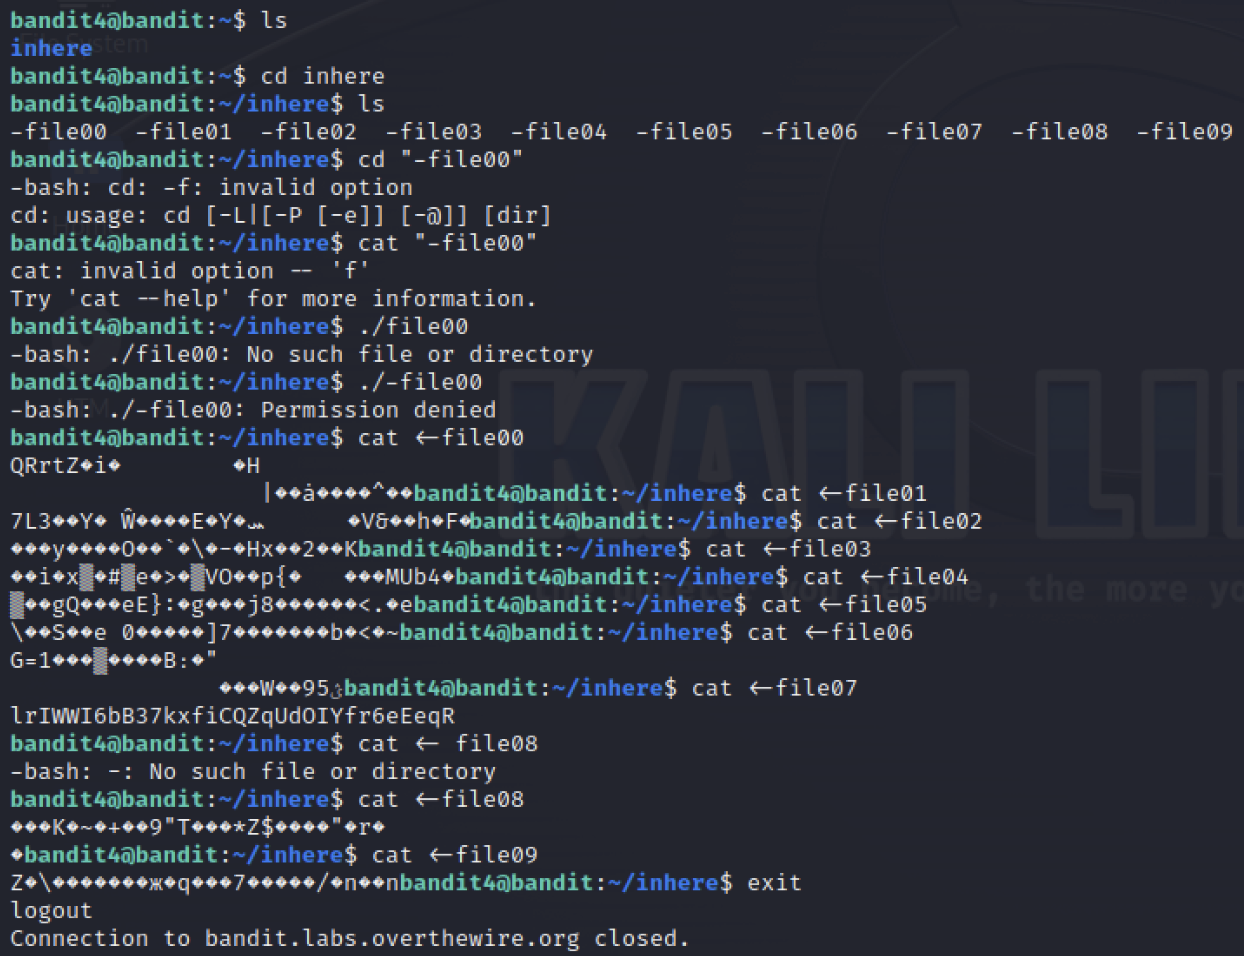 bandit4@bandit:~$ ls
inhere
bandit4@bandit:~$ cd inhere
bandit4@bandit:~/inhere$ ls
-file00  -file01  -file02  -file03  -file04  -file05  -file06  -file07  -file08  -file09
bandit4@bandit:~/inhere$ cd "-file00"
-bash: cd: -f: invalid option
cd: usage: cd [-L|[-P [-e]] [-@]] [dir]
bandit4@bandit:~/inhere$ cat "-file00"
cat: invalid option -- 'f'
Try 'cat --help' for more information.
bandit4@bandit:~/inhere$ ./file00
-bash: ./file00: No such file or directory
bandit4@bandit:~/inhere$ ./-file00
-bash: ./-file00: Permission denied
bandit4@bandit:~/inhere$ cat <-file00
QRrtZ�i�        �H
|��ȧ����^��bandit4@bandit:~/inhere$ cat <-file01
7L3��Y� Ŵ����E�Y�        �V&��h�F�bandit4@bandit:~/inhere$ cat <-file02
���y����O��`�\�-�Hx��2��Kbandit4@bandit:~/inhere$ cat <-file03
��i�x▒�#▒e�>�▒VO��p{�   ���MUb4�bandit4@bandit:~/inhere$ cat <-file04
▒��gQ���eE}:�g���j8������<.�ebandit4@bandit:~/inhere$ cat <-file05
\��S��e 0�����]7�������b�<�~bandit4@bandit:~/inhere$ cat <-file06
G=1���▒����B:�"
���W��95bandit4@bandit:~/inhere$ cat <-file07
lrIWWI6bB37kxfiCQZqUdOIYfr6eEeqR
bandit4@bandit:~/inhere$ cat <- file08
-bash: -: No such file or directory
bandit4@bandit:~/inhere$ cat <-file08
���K�~�+��9"T���*Z$����"�r�
�bandit4@bandit:~/inhere$ cat <-file09
Z�\�������ж�q���7�����/�n��nbandit4@bandit:~/inhere$ exit
logout
Connection to bandit.labs.overthewire.org closed.
KALI LI